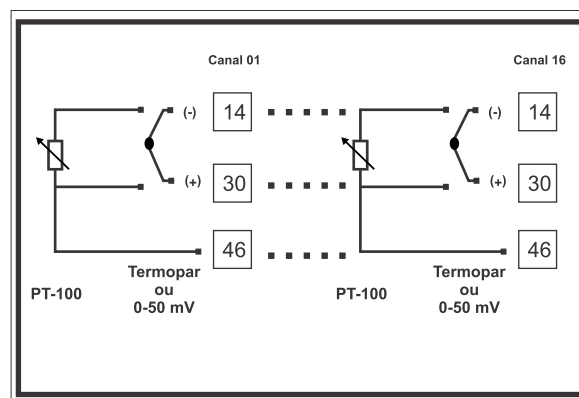 Canal 01 Canal 16
(-) 14 (-) 14
(+) 30 (+) 30
46 46
Termopar Termopar
PT-100 ou PT-100 ou
0-50 mV 0-50 mV